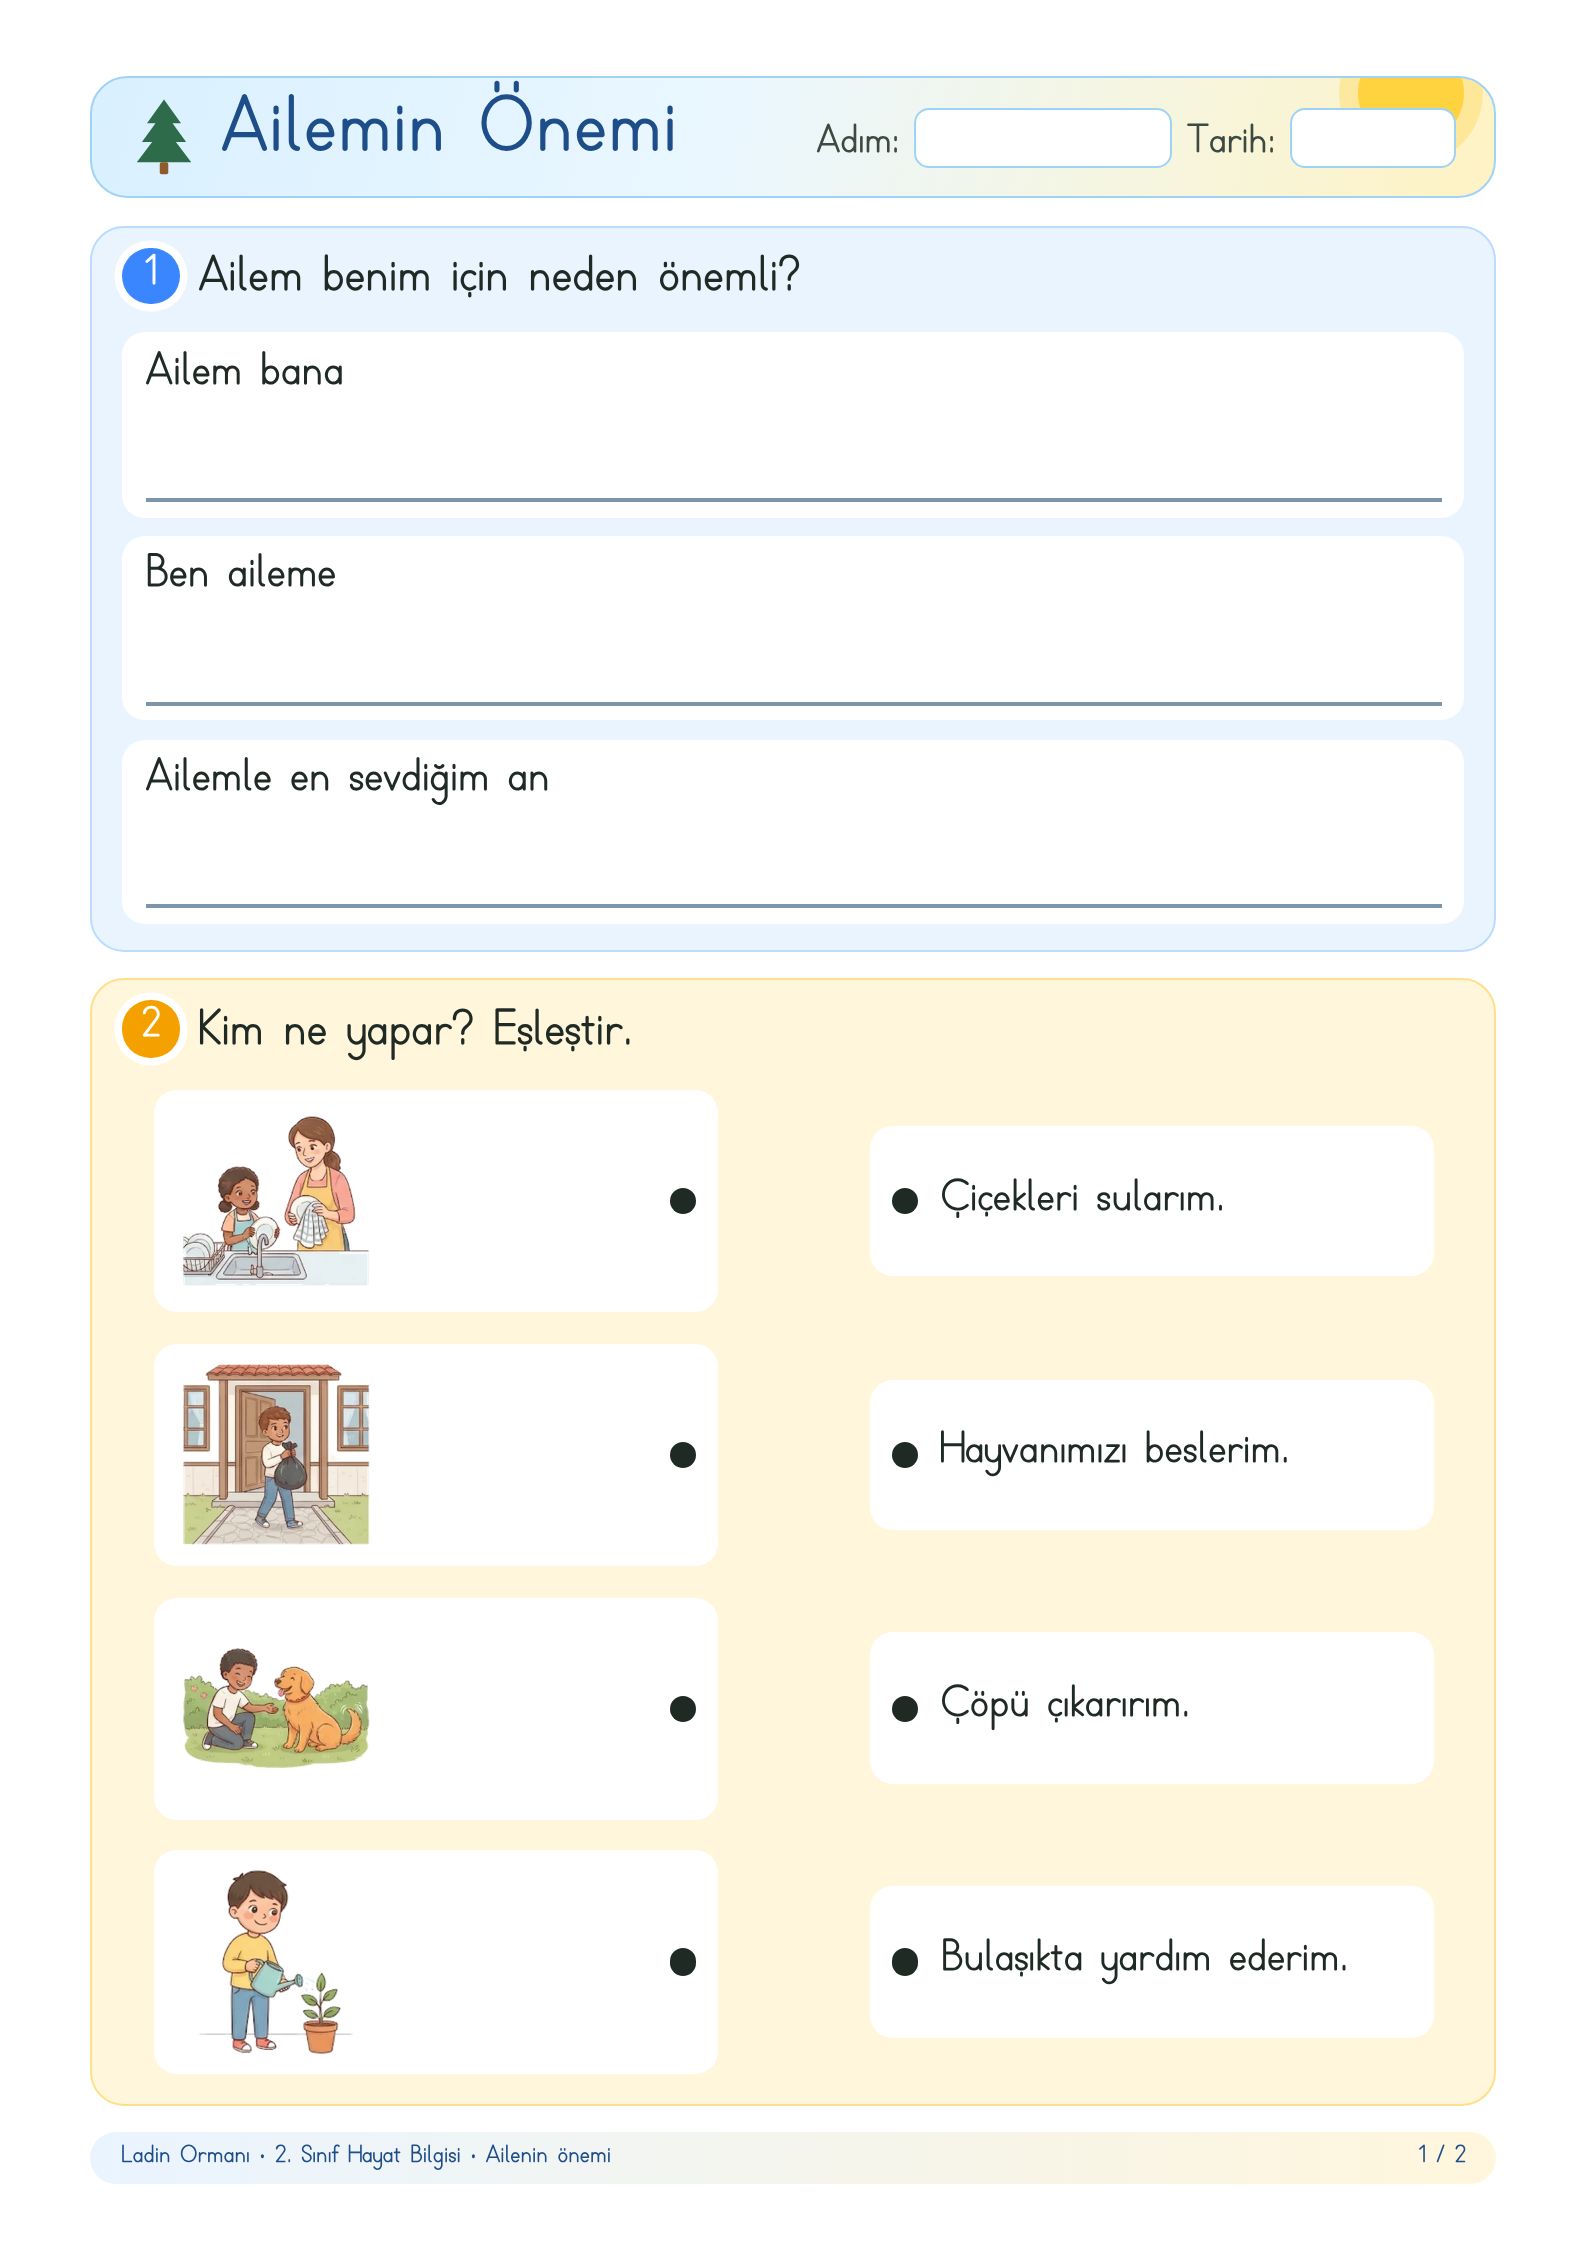 Ailemin Önemi
Adım: Tarih:
1 Ailem benim için neden önemli?
Ailem bana
Ben aileme
Ailemle en sevdiğim an
2 Kim ne yapar? Eşleştir.
Çiçekleri sularım.
Hayvanımızı beslerim.
Çöpü çıkarırım.
Bulaşıkta yardım ederim.
Ladin Ormanı • 2. Sınıf Hayat Bilgisi • Ailenin önemi 1 / 2